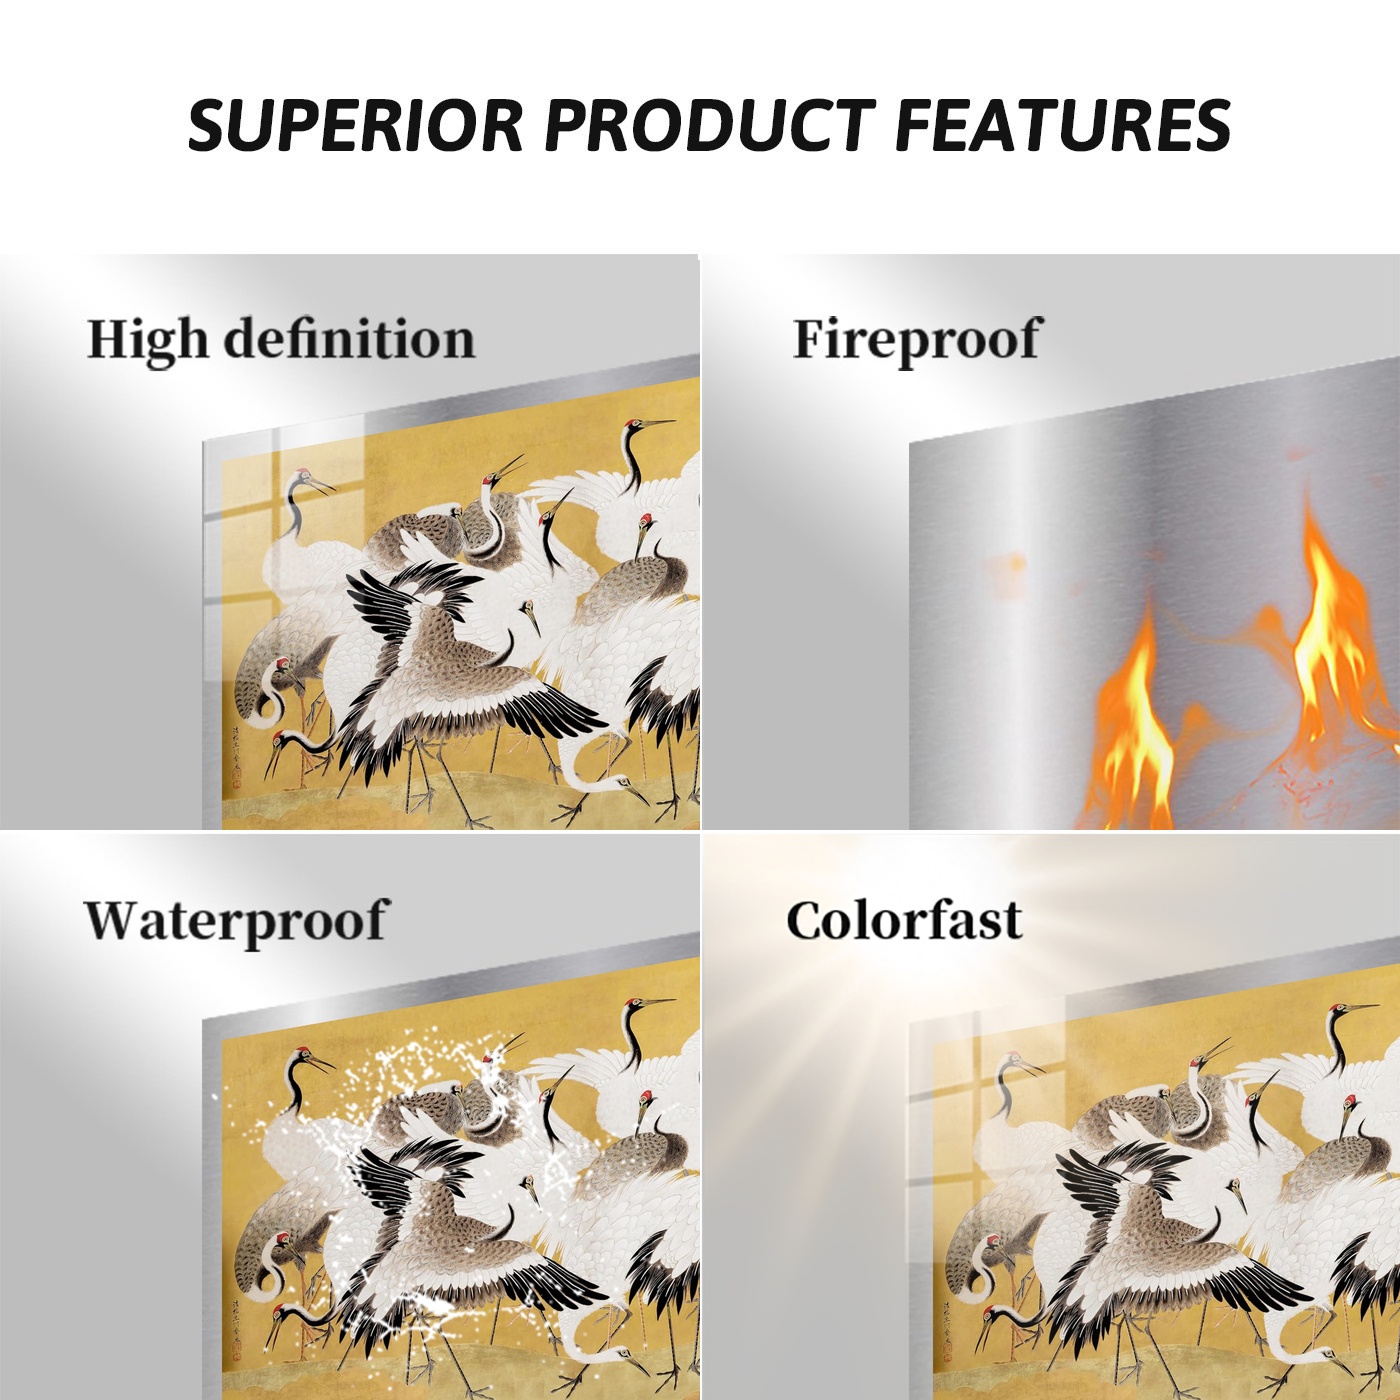 SUPERIOR PRODUCT FEATURES
High definition
Fireproof
Waterproof
Colorfast